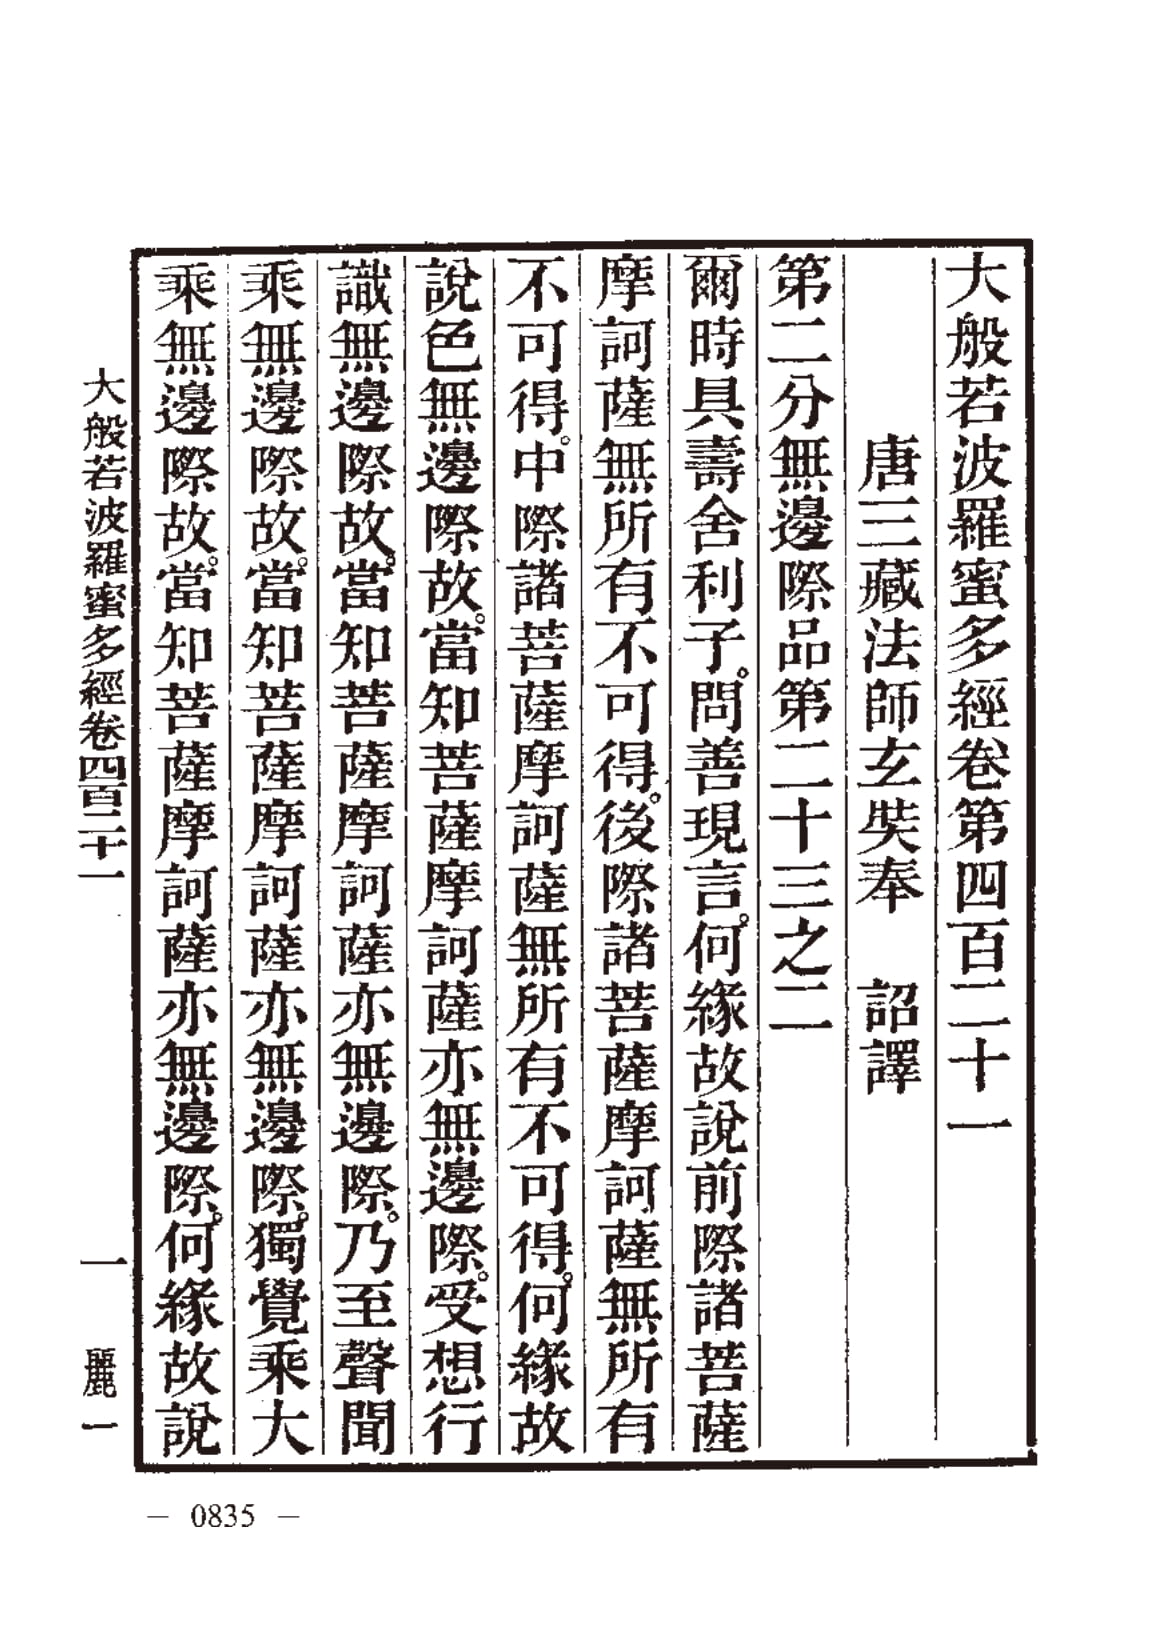 大般若波羅蜜多經卷第四百二十一
唐三藏法師玄奘奉　詔譯
第二分無邊際品第二十三之二
爾時具壽舍利子。問善現言。何緣故說前際諸菩薩
摩訶薩無所有不可得。後際諸菩薩摩訶薩無所有
不可得。中際諸菩薩摩訶薩無所有不可得。何緣故
說色無邊際故。當知菩薩摩訶薩亦無邊際。受想行
識無邊際故。當知菩薩摩訶薩亦無邊際。乃至聲聞
乘無邊際故。當知菩薩摩訶薩亦無邊際。獨覺乘大
乘無邊際故。當知菩薩摩訶薩亦無邊際。何緣故說
大般若波羅蜜多經卷四百二十一　一　麗一
— 0835 —